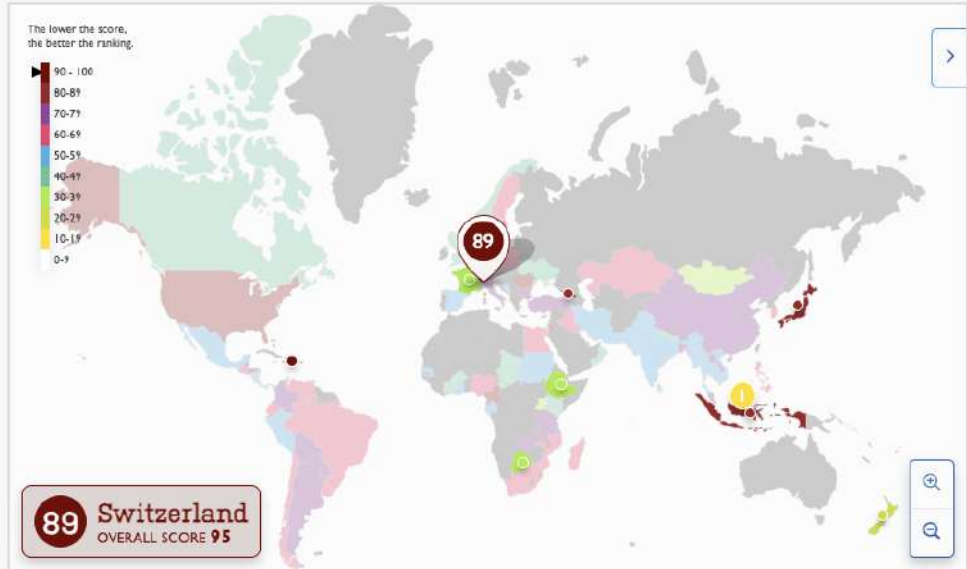 The lower the score,
the better the ranking.
90 - 100
80-89
70-79
60-69
50-59
40-49
30-39
20-29
10-19
0-9
89
1
89 Switzerland
OVERALL SCORE 95